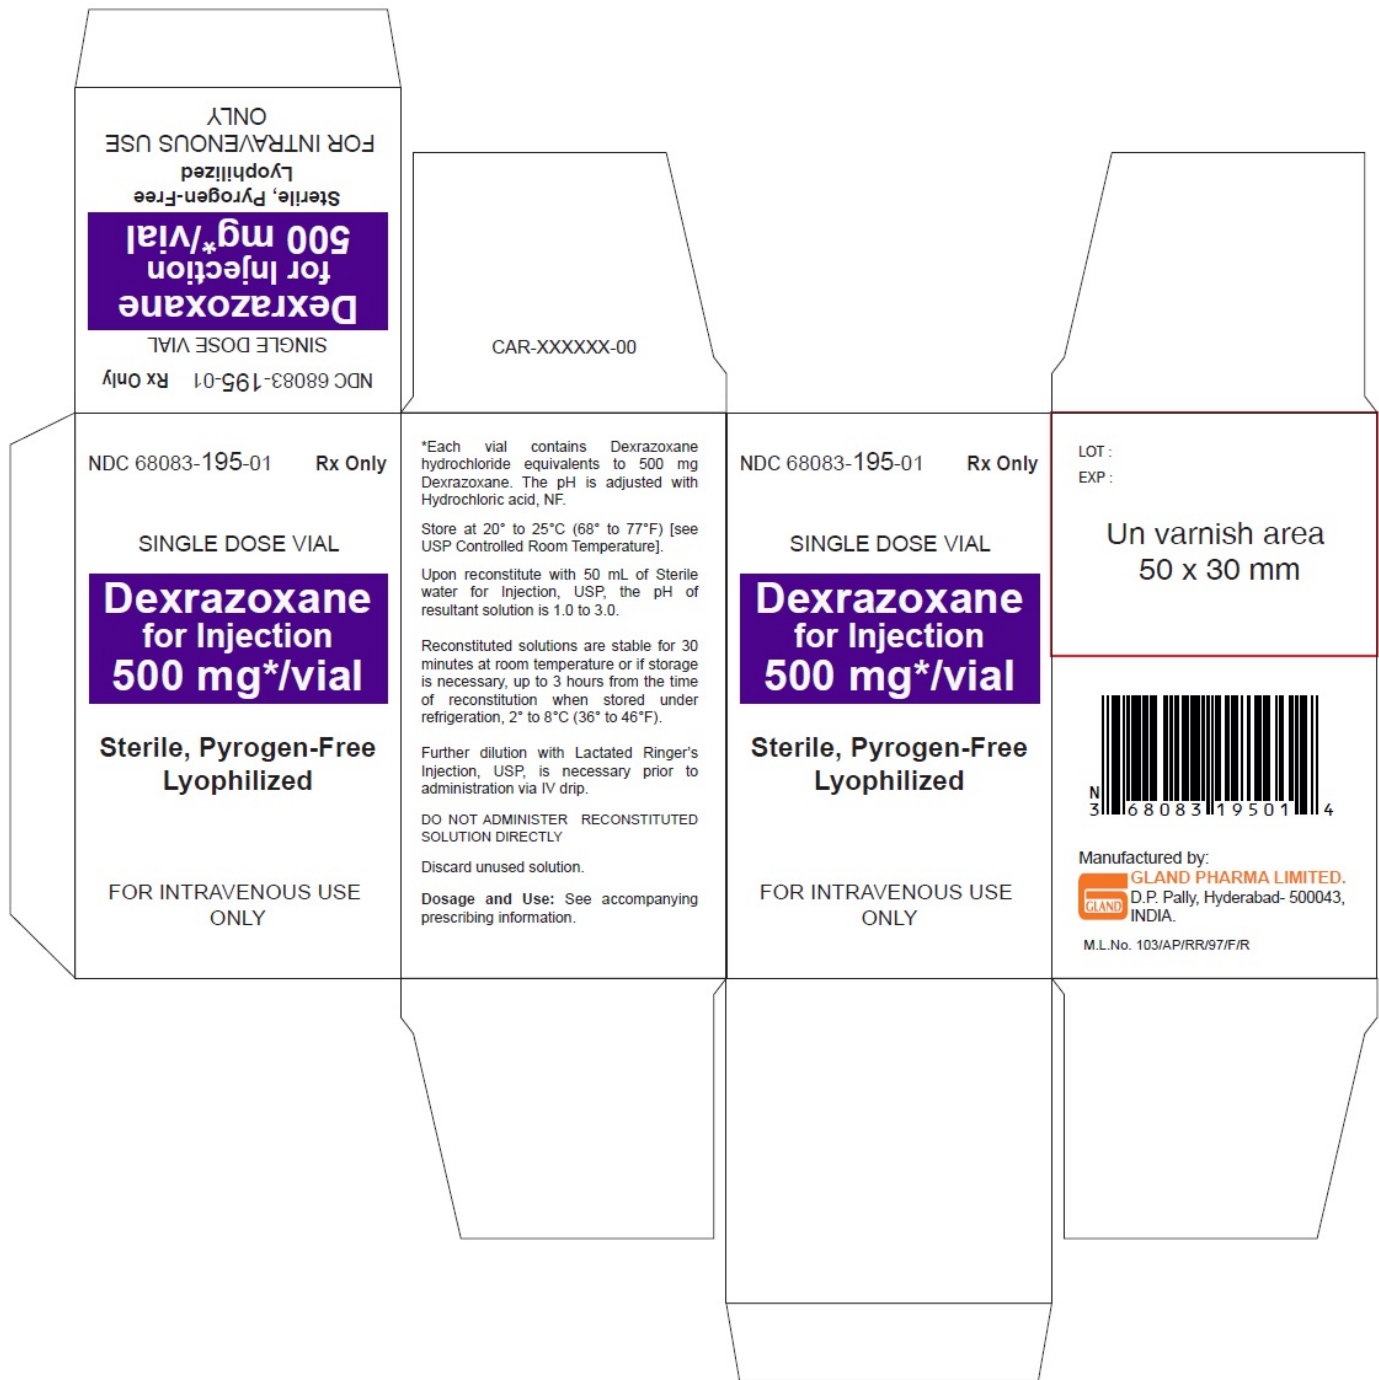 NDC 68083-195-01 Rx Only
SINGLE DOSE VIAL
Dexrazoxane
for Injection
500 mg*/vial
Sterile, Pyrogen-Free
Lyophilized
FOR INTRAVENOUS USE
ONLY
CAR-XXXXXX-00
NDC 68083-195-01 Rx Only
SINGLE DOSE VIAL
Dexrazoxane
for Injection
500 mg*/vial
Sterile, Pyrogen-Free
Lyophilized
FOR INTRAVENOUS USE
ONLY
*Each vial contains Dexrazoxane
hydrochloride equivalents to 500 mg
Dexrazoxane. The pH is adjusted with
Hydrochloric acid, NF.
Store at 20° to 25°C (68° to 77°F) [see
USP Controlled Room Temperature].
Upon reconstitute with 50 mL of Sterile
water for Injection, USP, the pH of
resultant solution is 1.0 to 3.0.
Reconstituted solutions are stable for 30
minutes at room temperature or if storage
is necessary, up to 3 hours from the time
of reconstitution when stored under
refrigeration, 2° to 8°C (36° to 46°F).
Further dilution with Lactated Ringer's
Injection, USP, is necessary prior to
administration via IV drip.
DO NOT ADMINISTER RECONSTITUTED
SOLUTION DIRECTLY
Discard unused solution.
Dosage and Use: See accompanying
prescribing information.
NDC 68083-195-01 Rx Only
SINGLE DOSE VIAL
Dexrazoxane
for Injection
500 mg*/vial
Sterile, Pyrogen-Free
Lyophilized
FOR INTRAVENOUS USE
ONLY
LOT :
EXP :
Un varnish area
50 x 30 mm
N
3 68083 19501 4
Manufactured by:
GLAND
GLAND PHARMA LIMITED.
D.P. Pally, Hyderabad- 500043,
INDIA.
M.L.No. 103/AP/RR/97/F/R